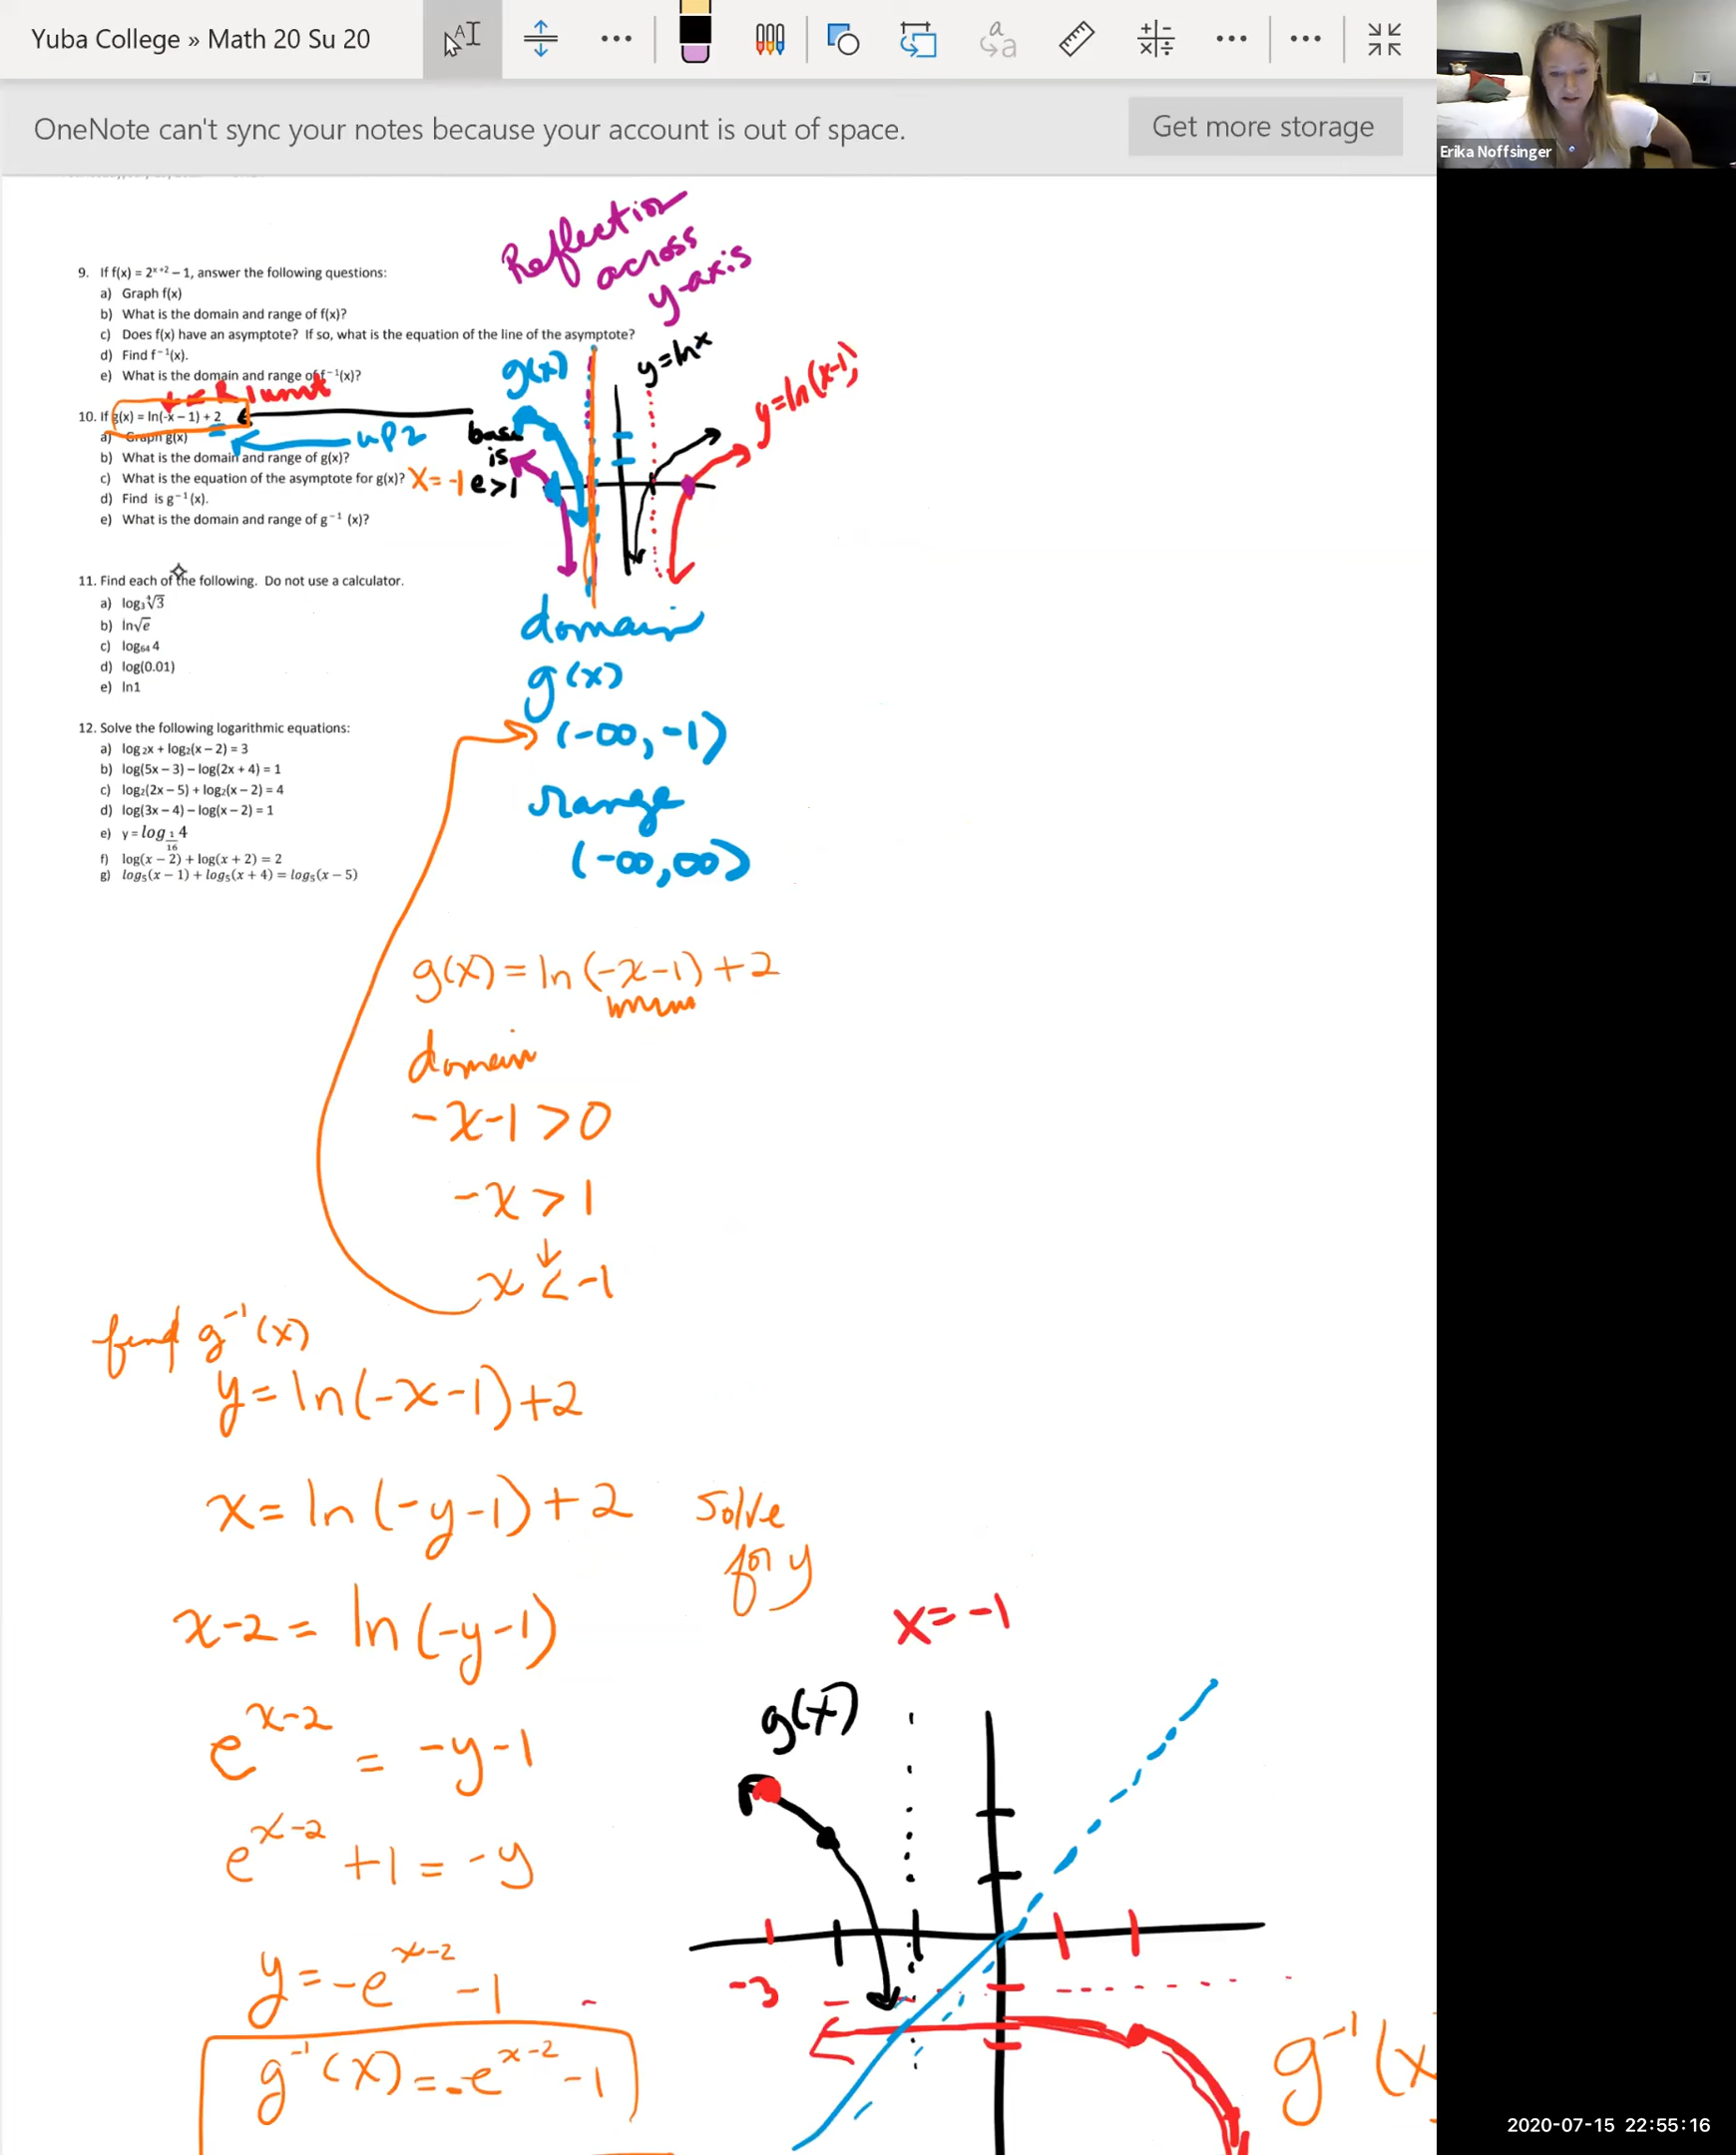 Yuba College » Math 20 Su 20
OneNote can't sync your notes because your account is out of space.
Get more storage
Erika Noffsinger
Reflection
across
y-axis
9. If f(x) = 2ˣ⁺² – 1, answer the following questions:
a) Graph f(x)
b) What is the domain and range of f(x)?
c) Does f(x) have an asymptote? If so, what is the equation of the line of the asymptote?
d) Find f⁻¹(x).
e) What is the domain and range of f⁻¹(x)?
g(x)
y=lnx
y=ln(x-1)
R 1 unit
10. If g(x) = ln(-x – 1) + 2
a) Graph g(x)
up 2
b) What is the domain and range of g(x)?
c) What is the equation of the asymptote for g(x)? X=-1
d) Find is g⁻¹(x).
e) What is the domain and range of g⁻¹ (x)?
base
is
e>1
11. Find each of the following. Do not use a calculator.
a) log₃∜3
b) ln√e
c) log₆₄ 4
d) log(0.01)
e) ln1
12. Solve the following logarithmic equations:
a) log₂x + log₂(x – 2) = 3
b) log(5x – 3) – log(2x + 4) = 1
c) log₂(2x – 5) + log₂(x – 2) = 4
d) log(3x – 4) – log(x – 2) = 1
e) y = log_(1/16) 4
f) log(x – 2) + log(x + 2) = 2
g) log₅(x – 1) + log₅(x + 4) = log₅(x – 5)
domain
g(x)
(-∞,-1)
range
(-∞,∞)
g(x)=ln(-x-1)+2
domain
-x-1>0
-x>1
x<-1
find g⁻¹(x)
y=ln(-x-1)+2
x=ln(-y-1)+2
solve
for y
x-2=ln(-y-1)
eˣ⁻²=-y-1
eˣ⁻²+1=-y
y=-eˣ⁻²-1
g⁻¹(x)=-eˣ⁻²-1
x=-1
g(x)
-3
g⁻¹(x
2020-07-15 22:55:16